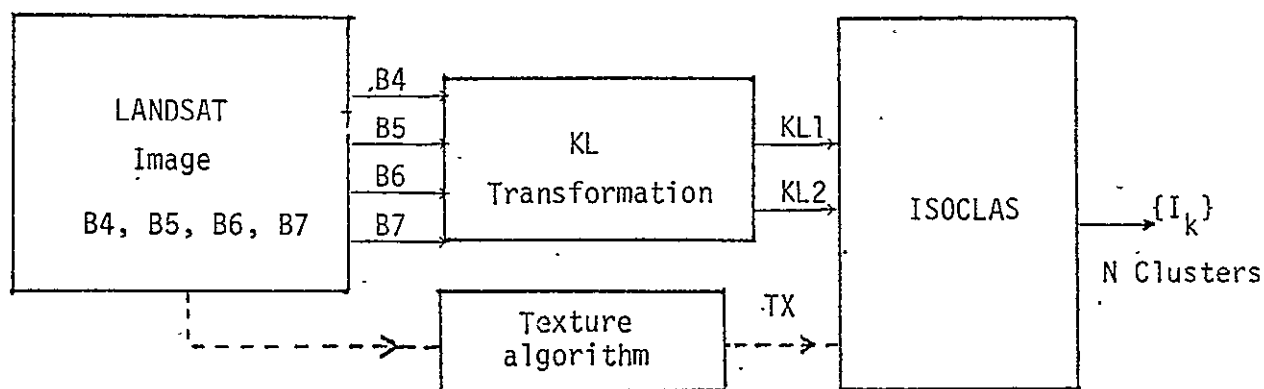 LANDSAT
Image
B4, B5, B6, B7
B4
B5
B6
B7
KL
Transformation
KL1
KL2
ISOCLAS
{I_k}
N Clusters
Texture
algorithm
TX